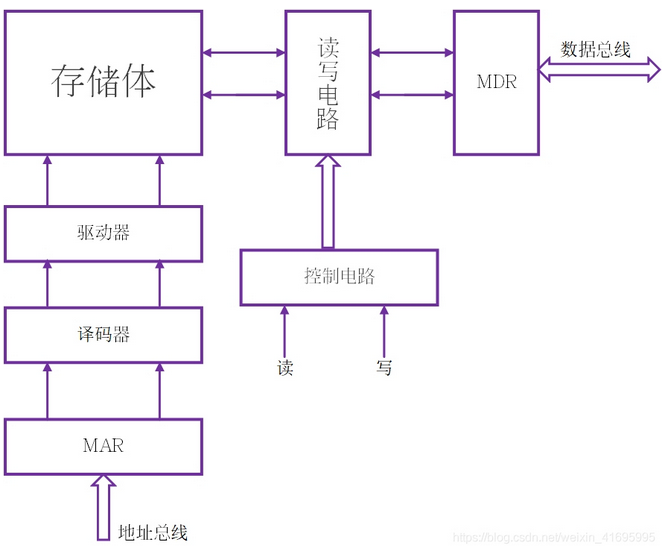 存储体
读写电路
MDR
数据总线
驱动器
控制电路
译码器
读
写
MAR
地址总线
https://blog.csdn.net/weixin_41695995